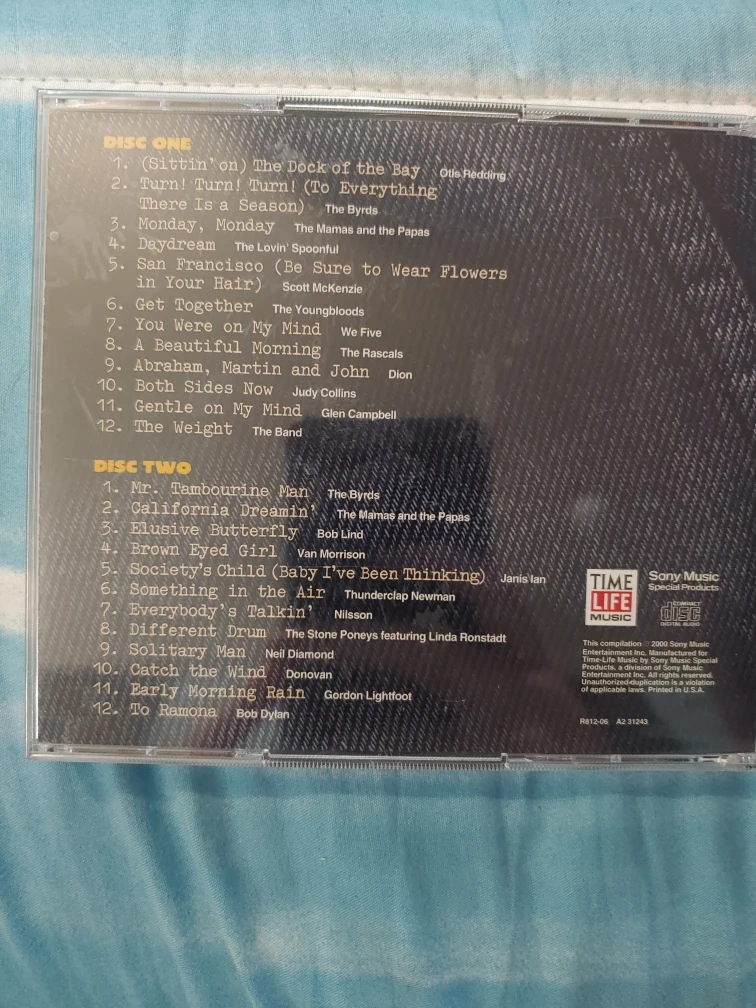 DISC ONE
1. (Sittin' on) The Dock of the Bay Otis Redding
2. Turn! Turn! Turn! (To Everything
There Is a Season) The Byrds
3. Monday, Monday The Mamas and the Papas
4. Daydream The Lovin' Spoonful
5. San Francisco (Be Sure to Wear Flowers
in Your Hair) Scott McKenzie
6. Get Together The Youngbloods
7. You Were on My Mind We Five
8. A Beautiful Morning The Rascals
9. Abraham, Martin and John Dion
10. Both Sides Now Judy Collins
11. Gentle on My Mind Glen Campbell
12. The Weight The Band
DISC TWO
1. Mr. Tambourine Man The Byrds
2. California Dreamin' The Mamas and the Papas
3. Elusive Butterfly Bob Lind
4. Brown Eyed Girl Van Morrison
5. Society's Child (Baby I've Been Thinking) Janis Ian
6. Something in the Air Thunderclap Newman
7. Everybody's Talkin' Nilsson
8. Different Drum The Stone Poneys featuring Linda Ronstadt
9. Solitary Man Neil Diamond
10. Catch the Wind Donovan
11. Early Morning Rain Gordon Lightfoot
12. To Ramona Bob Dylan
TIME
LIFE
MUSIC
Sony Music
Special Products
COMPACT
disc
DIGITAL AUDIO
This compilation ℗ 2000 Sony Music
Entertainment Inc. Manufactured for
Time-Life Music by Sony Music Special
Products, a division of Sony Music
Entertainment Inc. All rights reserved.
Unauthorized duplication is a violation
of applicable laws. Printed in U.S.A.
R812-06 A2 31243